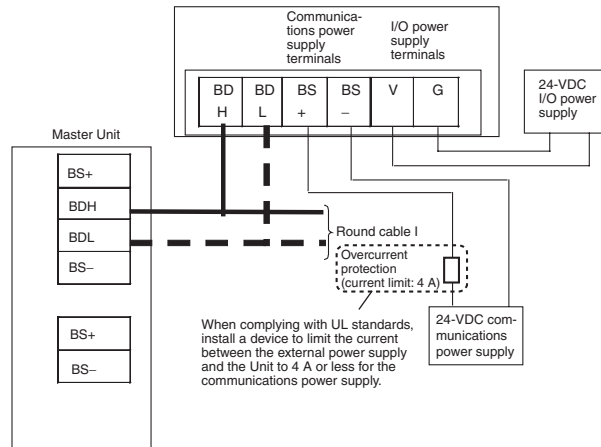 Communica-
tions power
supply
terminals
I/O power
supply
terminals
BD
H
BD
L
BS
+
BS
–
V
G
24-VDC
I/O power
supply
Master Unit
BS+
BDH
BDL
BS–
BS+
BS–
Round cable I
Overcurrent
protection
(current limit: 4 A)
When complying with UL standards,
install a device to limit the current
between the external power supply
and the Unit to 4 A or less for the
communications power supply.
24-VDC com-
munications
power supply